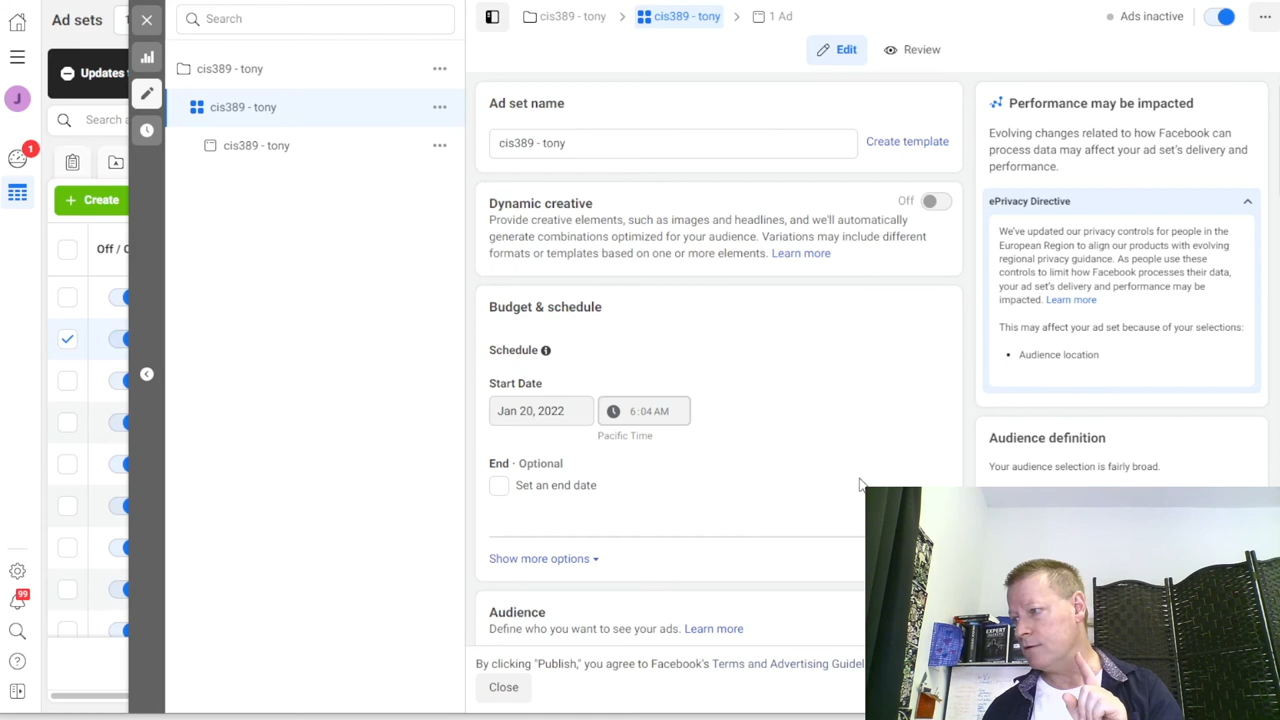 Ad sets
Search
cis389 - tony
cis389 - tony
1 Ad
Ads inactive
Edit
Review
J
1
Updates
Search a
Create
Off /
99
cis389 - tony
cis389 - tony
cis389 - tony
Ad set name
cis389 - tony
Create template
Dynamic creative
Off
Provide creative elements, such as images and headlines, and we'll automatically
generate combinations optimized for your audience. Variations may include different
formats or templates based on one or more elements. Learn more
Budget & schedule
Schedule
Start Date
Jan 20, 2022
6:04 AM
Pacific Time
End · Optional
Set an end date
Show more options
Audience
Define who you want to see your ads. Learn more
By clicking "Publish," you agree to Facebook's Terms and Advertising Guidel
Close
Performance may be impacted
Evolving changes related to how Facebook can
process data may affect your ad set's delivery and
performance.
ePrivacy Directive
We've updated our privacy controls for people in the
European Region to align our products with evolving
regional privacy guidance. As people use these
controls to limit how Facebook processes their data,
your ad set's delivery and performance may be
impacted. Learn more
This may affect your ad set because of your selections:
• Audience location
Audience definition
Your audience selection is fairly broad.
EXPERT